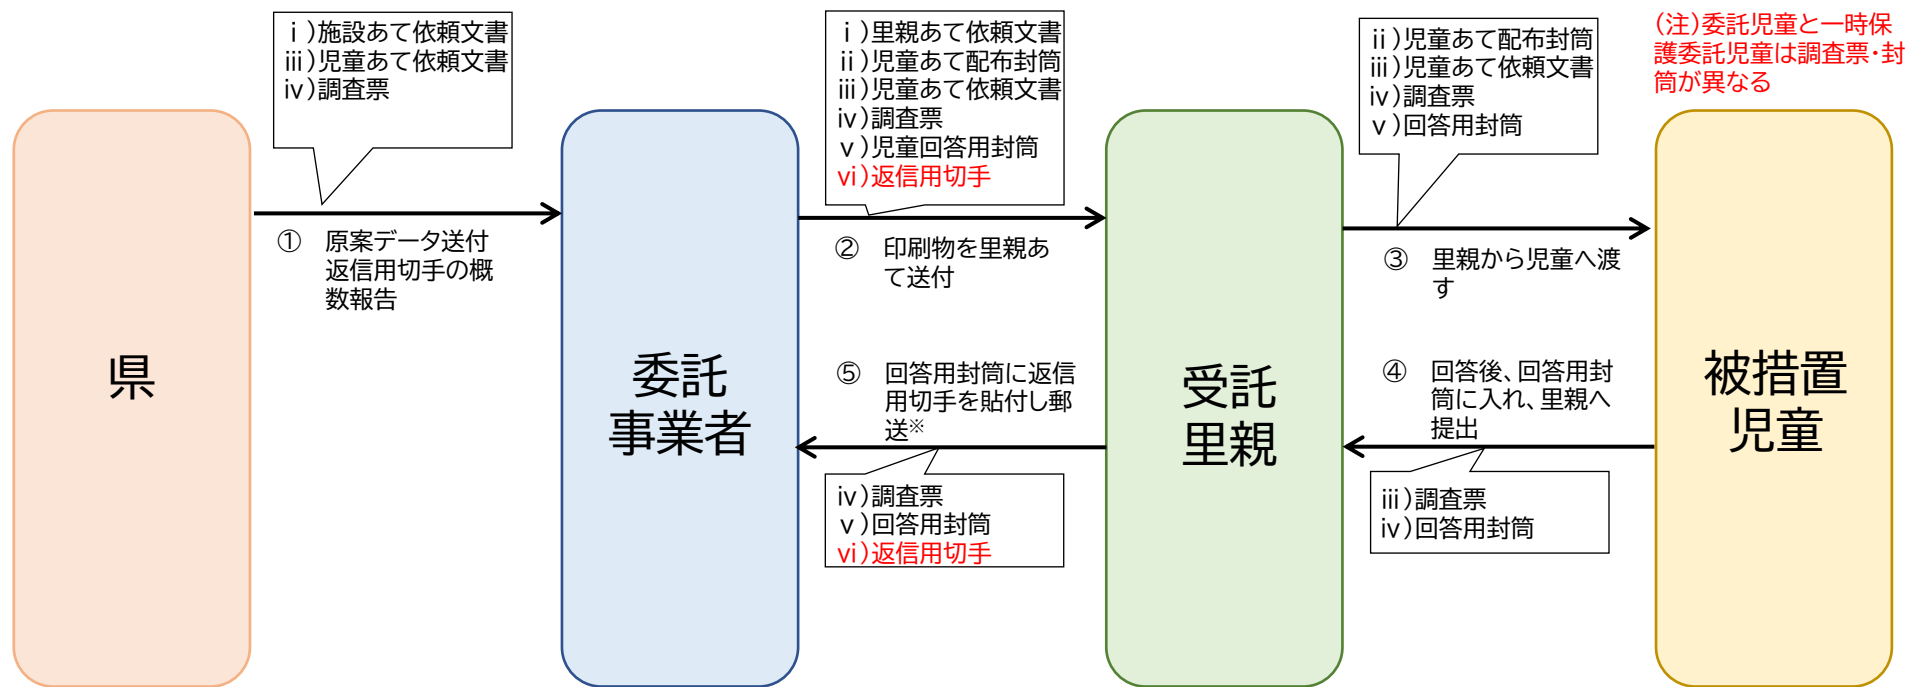 ⅰ)施設あて依頼文書
ⅲ)児童あて依頼文書
ⅳ)調査票
ⅰ)里親あて依頼文書
ⅱ)児童あて配布封筒
ⅲ)児童あて依頼文書
ⅳ)調査票
ⅴ)児童回答用封筒
ⅵ)返信用切手
ⅱ)児童あて配布封筒
ⅲ)児童あて依頼文書
ⅳ)調査票
ⅴ)回答用封筒
(注)委託児童と一時保
護委託児童は調査票・封
筒が異なる
① 原案データ送付
返信用切手の概
数報告
② 印刷物を里親あ
て送付
③ 里親から児童へ渡
す
県
委託
事業者
受託
里親
被措置
児童
⑤ 回答用封筒に返信
用切手を貼付し郵
送※
④ 回答後、回答用封
筒に入れ、里親へ
提出
ⅳ)調査票
ⅴ)回答用封筒
ⅵ)返信用切手
ⅲ)調査票
ⅳ)回答用封筒